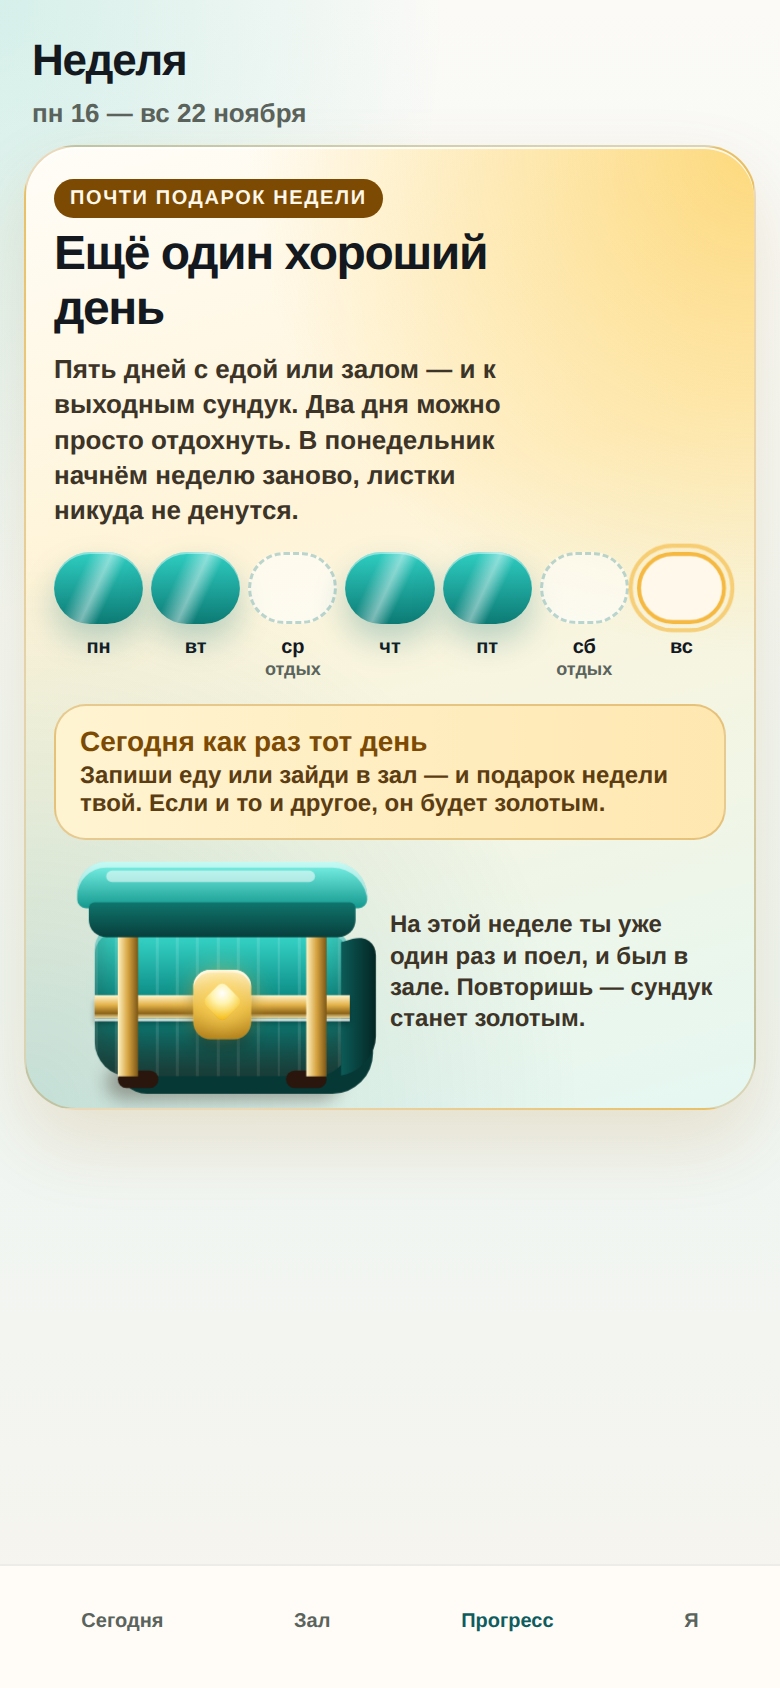 Неделя
пн 16 — вс 22 ноября
ПОЧТИ ПОДАРОК НЕДЕЛИ
Ещё один хороший
день
Пять дней с едой или залом — и к
выходным сундук. Два дня можно
просто отдохнуть. В понедельник
начнём неделю заново, листки
никуда не денутся.
пн вт ср чт пт сб вс
отдых отдых
Сегодня как раз тот день
Запиши еду или зайди в зал — и подарок недели
твой. Если и то и другое, он будет золотым.
На этой неделе ты уже
один раз и поел, и был в
зале. Повторишь — сундук
станет золотым.
Сегодня Зал Прогресс Я